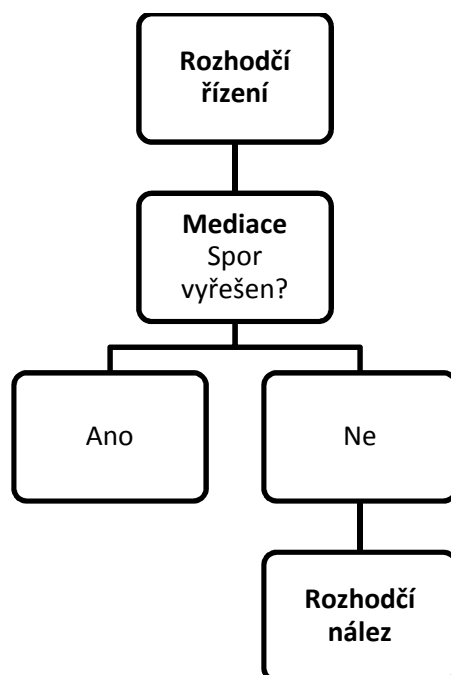 Rozhodčí
řízení
Mediace
Spor
vyřešen?
Ano
Ne
Rozhodčí
nález